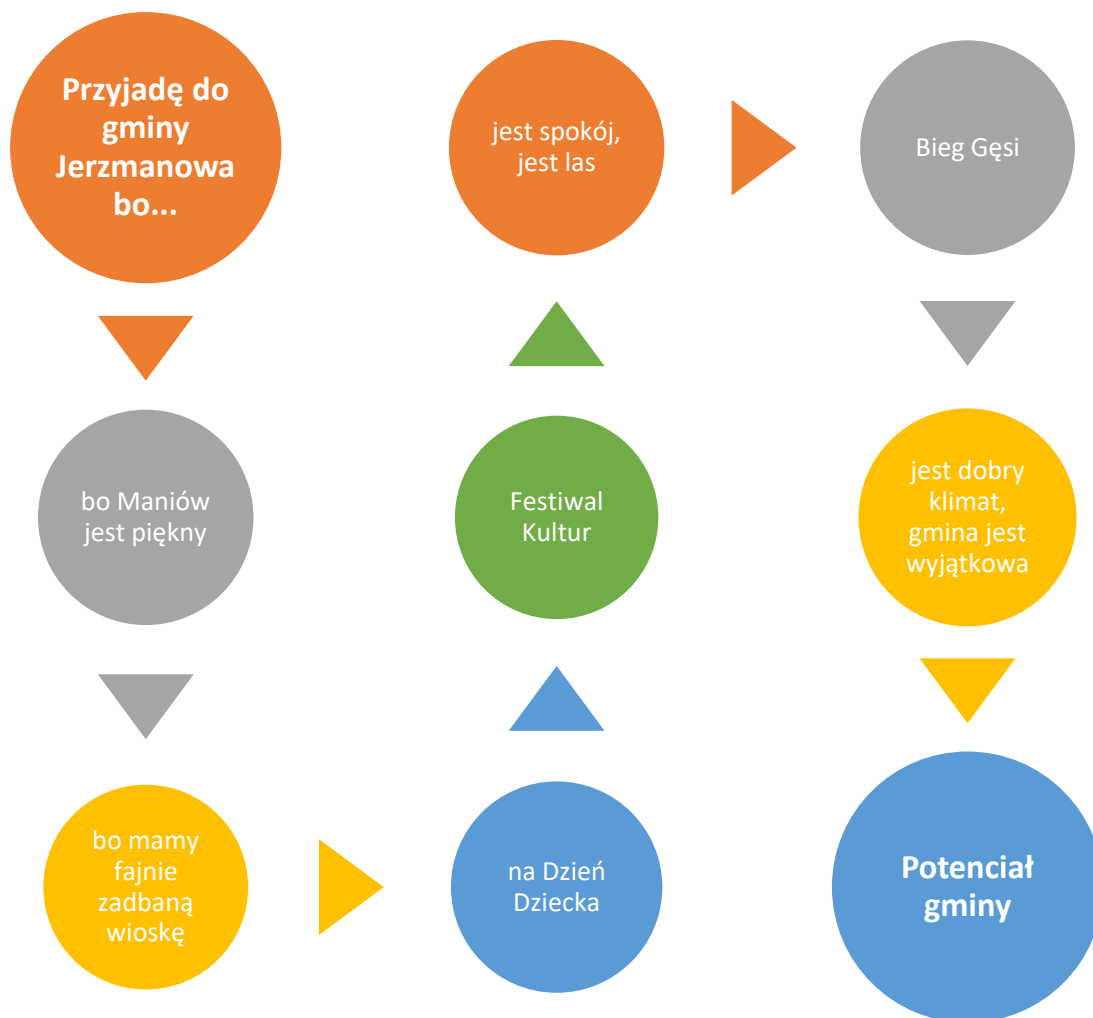 Przyjadę do
gminy
Jerzmanowa
bo...
bo Maniów
jest piękny
bo mamy
fajnie
zadbaną
wioskę
na Dzień
Dziecka
Festiwal
Kultur
jest spokój,
jest las
Bieg Gęsi
jest dobry
klimat,
gmina jest
wyjątkowa
Potencjał
gminy